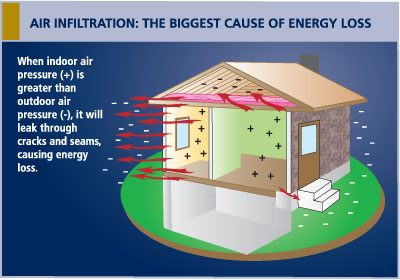 AIR INFILTRATION: THE BIGGEST CAUSE OF ENERGY LOSS
When indoor air
pressure (+) is
greater than
outdoor air
pressure (-), it will
leak through
cracks and seams,
causing energy
loss.